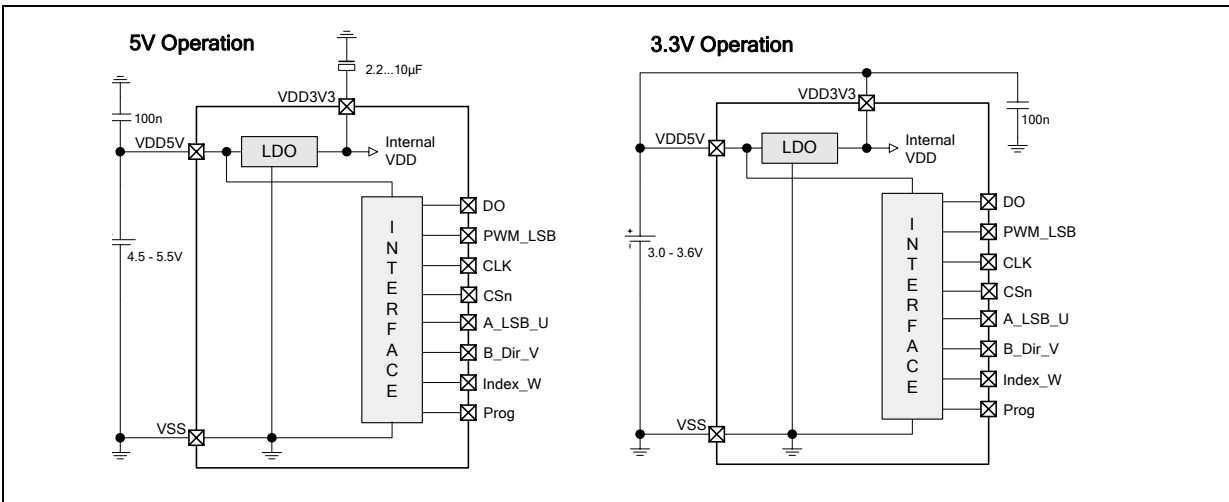 5V Operation
2.2...10µF
VDD3V3
100n
VDD5V
LDO
Internal
VDD
INTERFACE
DO
PWM_LSB
CLK
CSn
A_LSB_U
B_Dir_V
Index_W
Prog
4.5 - 5.5V
VSS
3.3V Operation
VDD3V3
100n
VDD5V
LDO
Internal
VDD
INTERFACE
DO
PWM_LSB
CLK
CSn
A_LSB_U
B_Dir_V
Index_W
Prog
+
-
3.0 - 3.6V
VSS